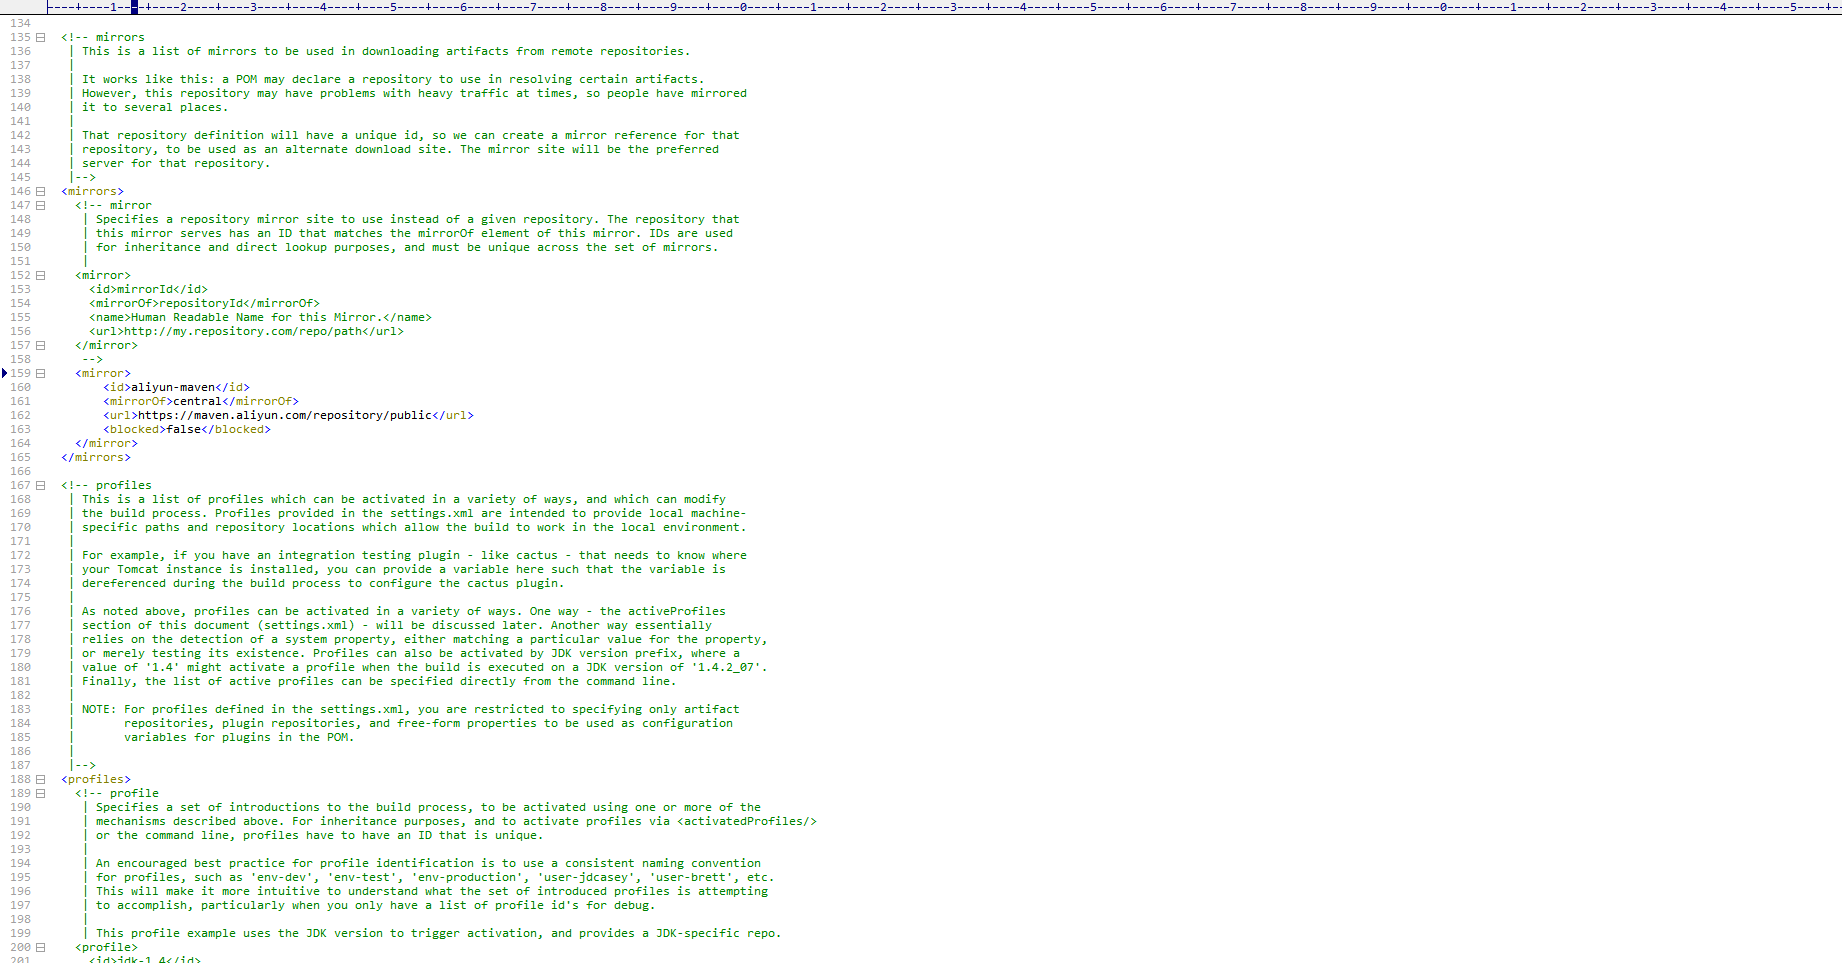 ----+----1----+----2----+----3----+----4----+----5----+----6----+----7----+----8----+----9----+----0----+----1----+----2----+----3----+----4----+----5----+----6----+----7----+----8----+----9----+----0----+----1----+----2----+----3----+----4----+----5----+-
134
135 <!-- mirrors
136 | This is a list of mirrors to be used in downloading artifacts from remote repositories.
137 |
138 | It works like this: a POM may declare a repository to use in resolving certain artifacts.
139 | However, this repository may have problems with heavy traffic at times, so people have mirrored
140 | it to several places.
141 |
142 | That repository definition will have a unique id, so we can create a mirror reference for that
143 | repository, to be used as an alternate download site. The mirror site will be the preferred
144 | server for that repository.
145 |-->
146 <mirrors>
147 <!-- mirror
148 | Specifies a repository mirror site to use instead of a given repository. The repository that
149 | this mirror serves has an ID that matches the mirrorOf element of this mirror. IDs are used
150 | for inheritance and direct lookup purposes, and must be unique across the set of mirrors.
151 |
152 <mirror>
153 <id>mirrorId</id>
154 <mirrorOf>repositoryId</mirrorOf>
155 <name>Human Readable Name for this Mirror.</name>
156 <url>http://my.repository.com/repo/path</url>
157 </mirror>
158 -->
159 <mirror>
160 <id>aliyun-maven</id>
161 <mirrorOf>central</mirrorOf>
162 <url>https://maven.aliyun.com/repository/public</url>
163 <blocked>false</blocked>
164 </mirror>
165 </mirrors>
166
167 <!-- profiles
168 | This is a list of profiles which can be activated in a variety of ways, and which can modify
169 | the build process. Profiles provided in the settings.xml are intended to provide local machine-
170 | specific paths and repository locations which allow the build to work in the local environment.
171 |
172 | For example, if you have an integration testing plugin - like cactus - that needs to know where
173 | your Tomcat instance is installed, you can provide a variable here such that the variable is
174 | dereferenced during the build process to configure the cactus plugin.
175 |
176 | As noted above, profiles can be activated in a variety of ways. One way - the activeProfiles
177 | section of this document (settings.xml) - will be discussed later. Another way essentially
178 | relies on the detection of a system property, either matching a particular value for the property,
179 | or merely testing its existence. Profiles can also be activated by JDK version prefix, where a
180 | value of '1.4' might activate a profile when the build is executed on a JDK version of '1.4.2_07'.
181 | Finally, the list of active profiles can be specified directly from the command line.
182 |
183 | NOTE: For profiles defined in the settings.xml, you are restricted to specifying only artifact
184 | repositories, plugin repositories, and free-form properties to be used as configuration
185 | variables for plugins in the POM.
186 |
187 |-->
188 <profiles>
189 <!-- profile
190 | Specifies a set of introductions to the build process, to be activated using one or more of the
191 | mechanisms described above. For inheritance purposes, and to activate profiles via <activatedProfiles/>
192 | or the command line, profiles have to have an ID that is unique.
193 |
194 | An encouraged best practice for profile identification is to use a consistent naming convention
195 | for profiles, such as 'env-dev', 'env-test', 'env-production', 'user-jdcasey', 'user-brett', etc.
196 | This will make it more intuitive to understand what the set of introduced profiles is attempting
197 | to accomplish, particularly when you only have a list of profile id's for debug.
198 |
199 | This profile example uses the JDK version to trigger activation, and provides a JDK-specific repo.
200 <profile>
201 <id>jdk-1.4</id>